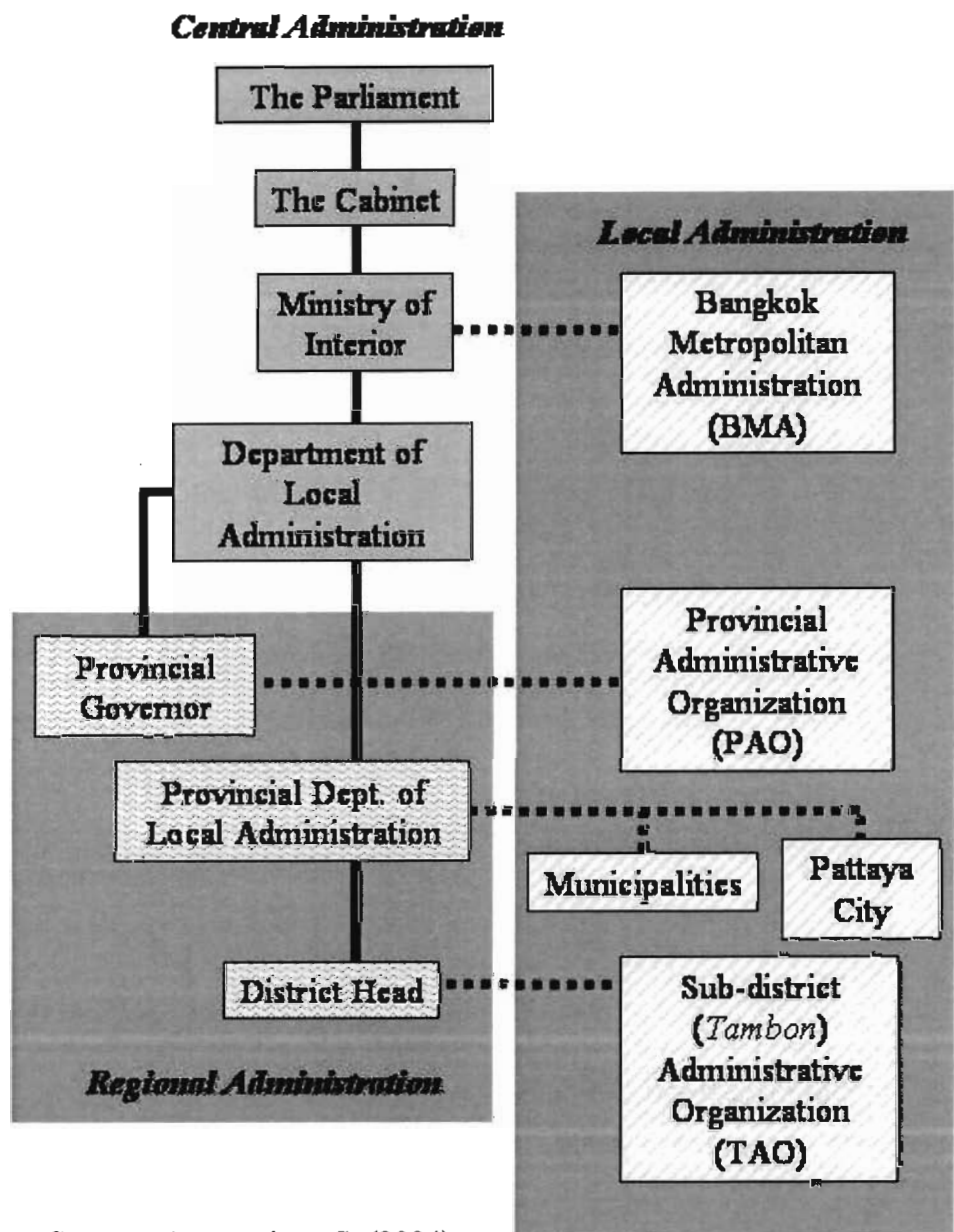 Central Administration
The Parliament
The Cabinet
Ministry of
Interior
Department of
Local
Administration
Local Administration
Bangkok
Metropolitan
Administration
(BMA)
Provincial
Governor
Provincial
Administrative
Organization
(PAO)
Provincial Dept. of
Local Administration
Municipalities
Pattaya
City
District Head
Sub-district
(Tambon)
Administrative
Organization
(TAO)
Regional Administration